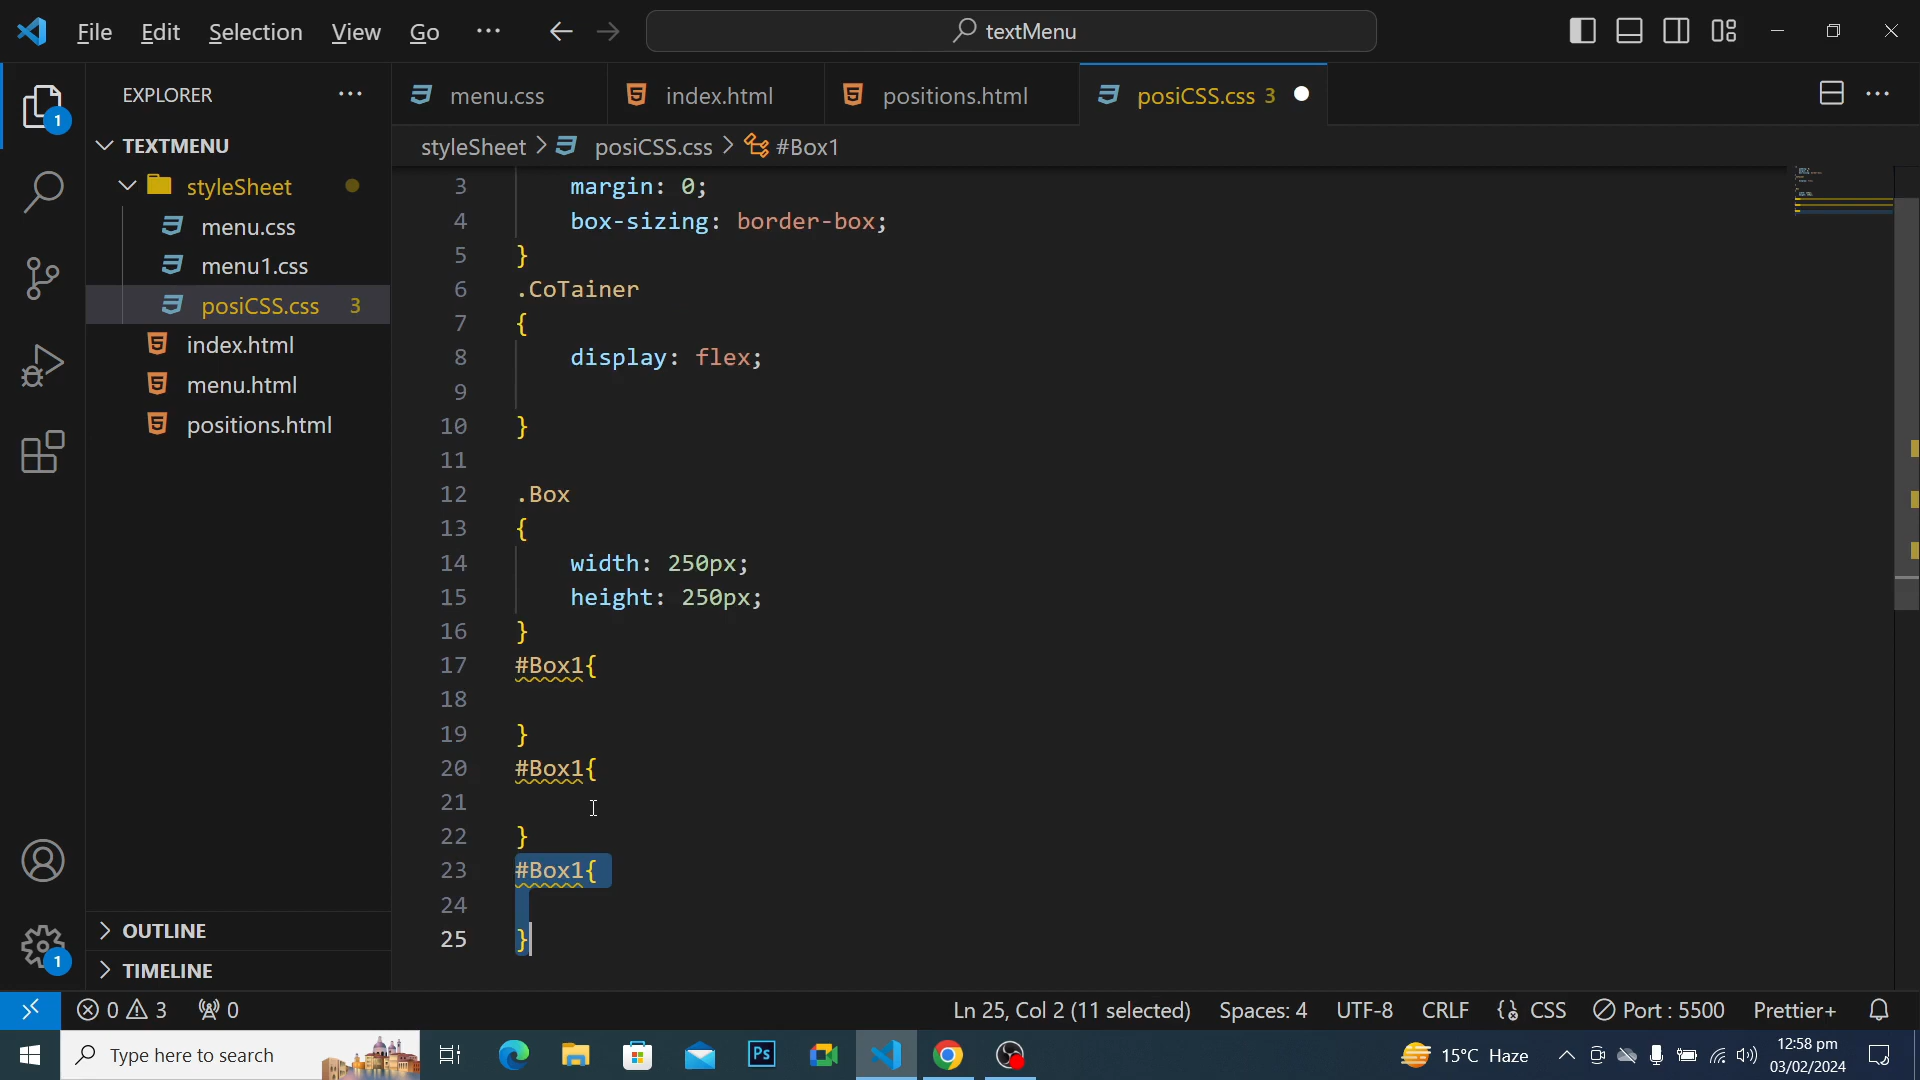 File Edit Selection View Go ··· textMenu
EXPLORER ···
1
TEXTMENU
styleSheet
menu.css
menu1.css
posiCSS.css 3
index.html
menu.html
positions.html
OUTLINE
TIMELINE
1
menu.css index.html positions.html posiCSS.css 3 ···
styleSheet > posiCSS.css > #Box1
3 margin: 0;
4 box-sizing: border-box;
5 }
6 .CoTainer
7 {
8 display: flex;
9
10 }
11
12 .Box
13 {
14 width: 250px;
15 height: 250px;
16 }
17 #Box1{
18
19 }
20 #Box1{
21
22 }
23 #Box1{
24
25 }
0 3 0 Ln 25, Col 2 (11 selected) Spaces: 4 UTF-8 CRLF {} CSS Port : 5500 Prettier+
Type here to search Ps 15°C Haze 12:58 pm
03/02/2024